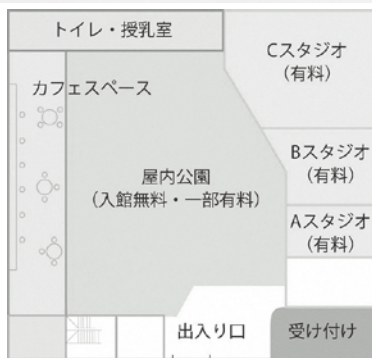 トイレ・授乳室
Cスタジオ
(有料)
カフェスペース
Bスタジオ
(有料)
屋内公園
(入館無料・一部有料)
Aスタジオ
(有料)
出入り口
受け付け